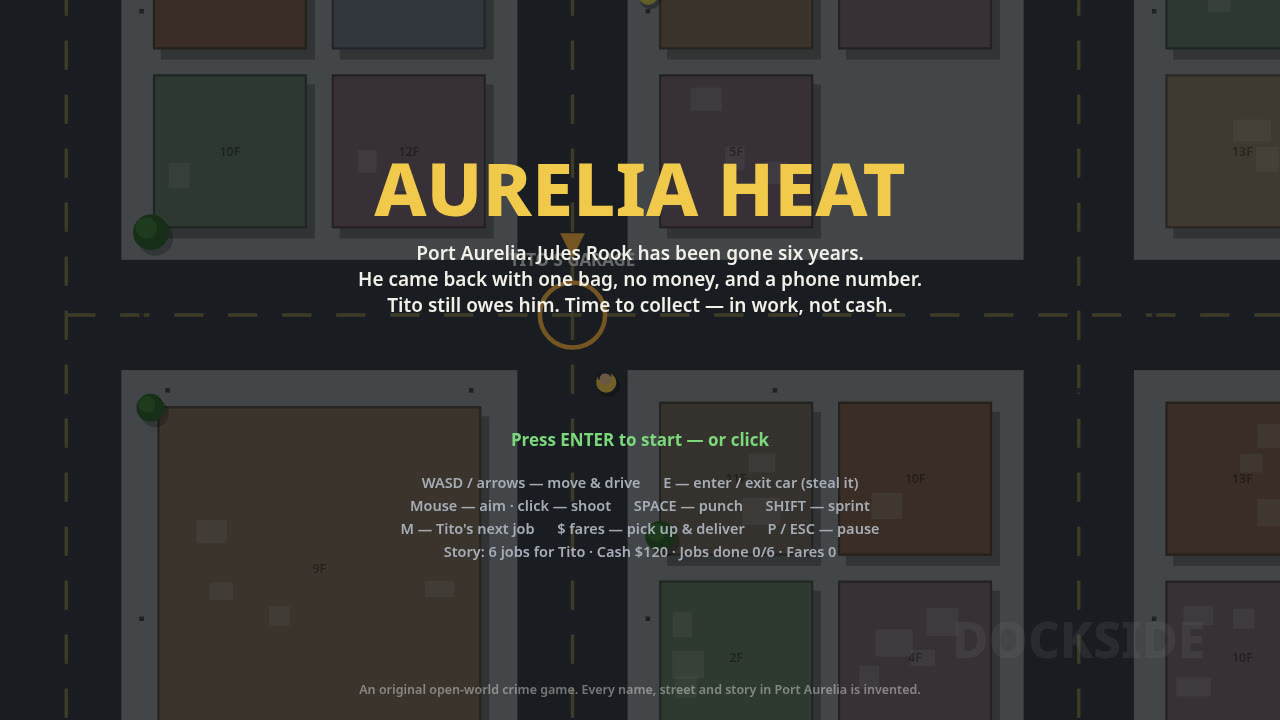 10F
12F
5F
13F
AURELIA HEAT
Port Aurelia. Jules Rook has been gone six years.
TITO'S GARAGE
He came back with one bag, no money, and a phone number.
Tito still owes him. Time to collect — in work, not cash.
Press ENTER to start — or click
11F
10F
13F
WASD / arrows — move & drive E — enter / exit car (steal it)
Mouse — aim · click — shoot SPACE — punch SHIFT — sprint
M — Tito's next job $ fares — pick up & deliver P / ESC — pause
Story: 6 jobs for Tito · Cash $120 · Jobs done 0/6 · Fares 0
9F
DOCKSIDE
2F
4F
10F
An original open-world crime game. Every name, street and story in Port Aurelia is invented.